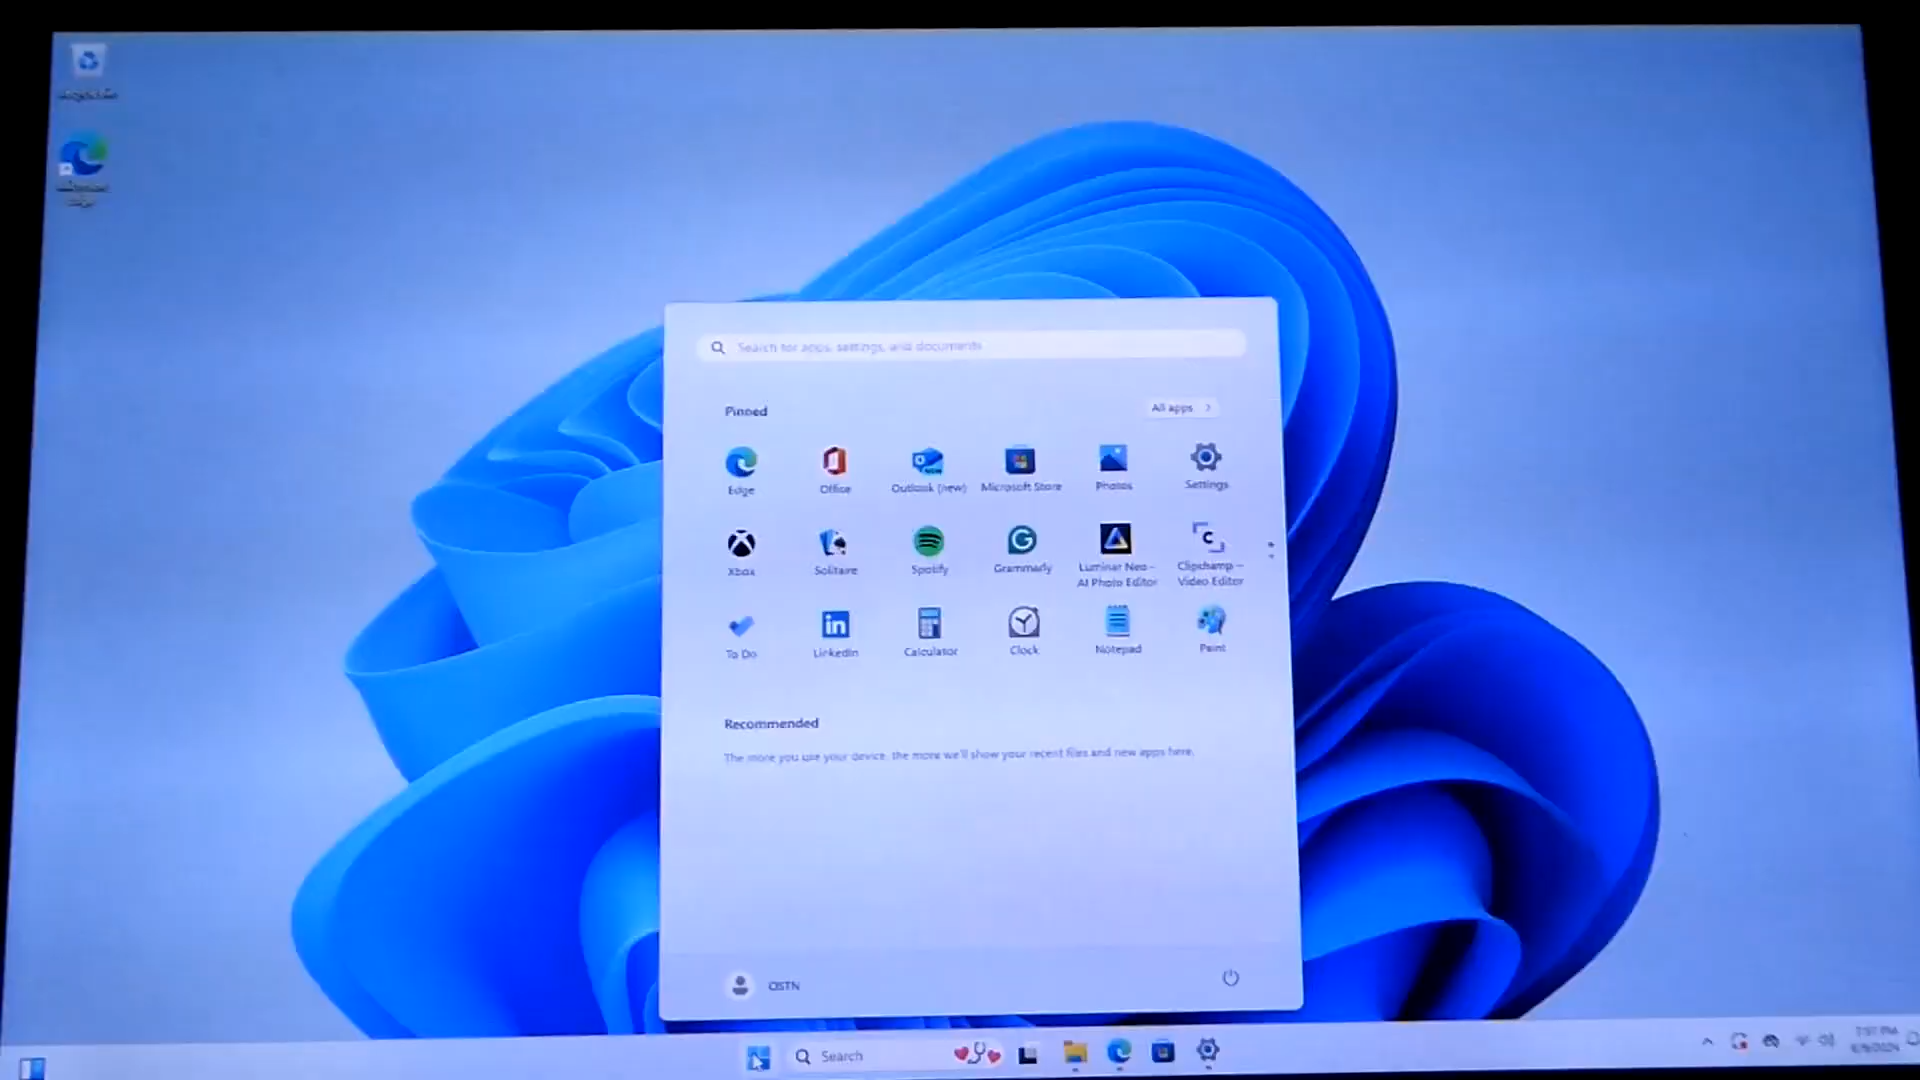 Search for apps, settings, and documents
Pinned
All apps
Edge
Office
Outlook (new)
Microsoft Store
Photos
Settings
Xbox
Solitaire
Spotify
Grammarly
Luminar Neo -
AI Photo Editor
Clipchamp -
Video Editor
To Do
LinkedIn
Calculator
Clock
Notepad
Paint
Recommended
The more you use your device, the more we'll show your recent files and new apps here.
OSTN
Search